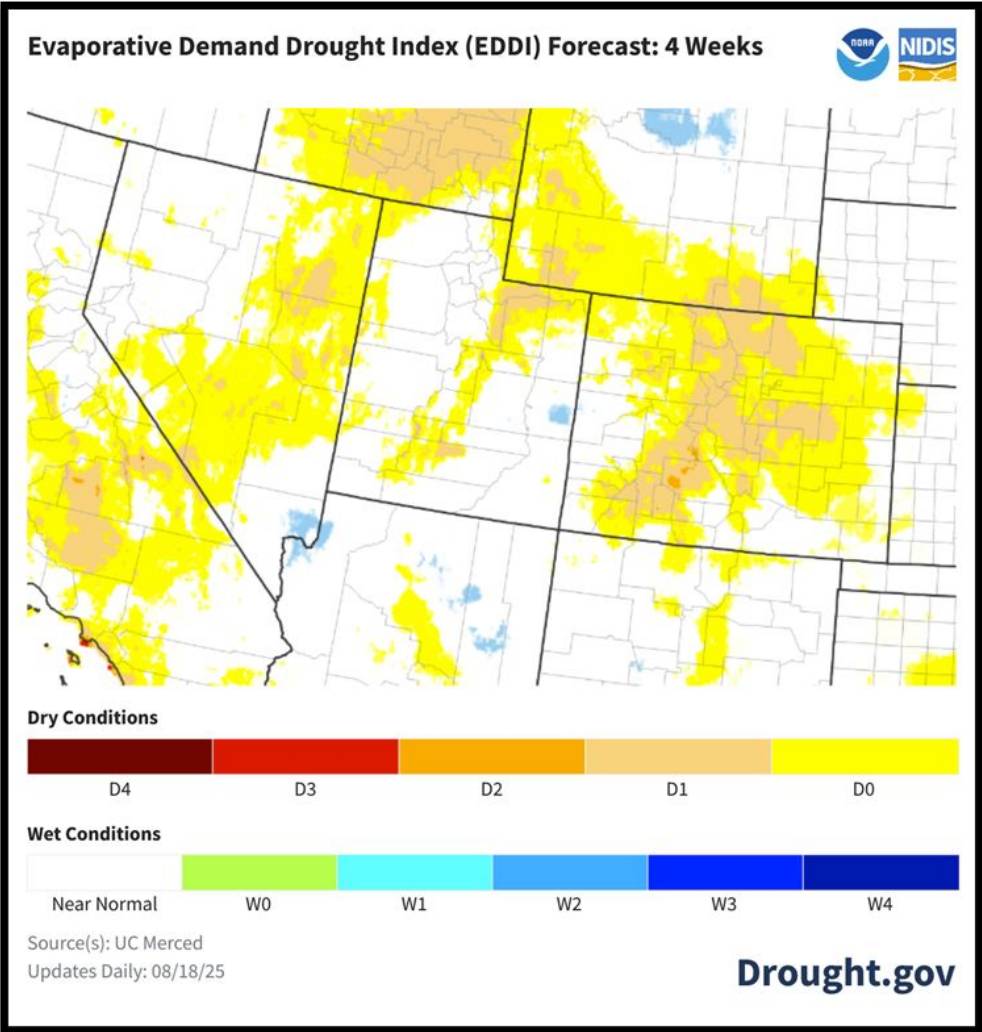 Evaporative Demand Drought Index (EDDI) Forecast: 4 Weeks
NOAA
NIDIS
Dry Conditions
D4 D3 D2 D1 D0
Wet Conditions
Near Normal W0 W1 W2 W3 W4
Source(s): UC Merced
Updates Daily: 08/18/25
Drought.gov